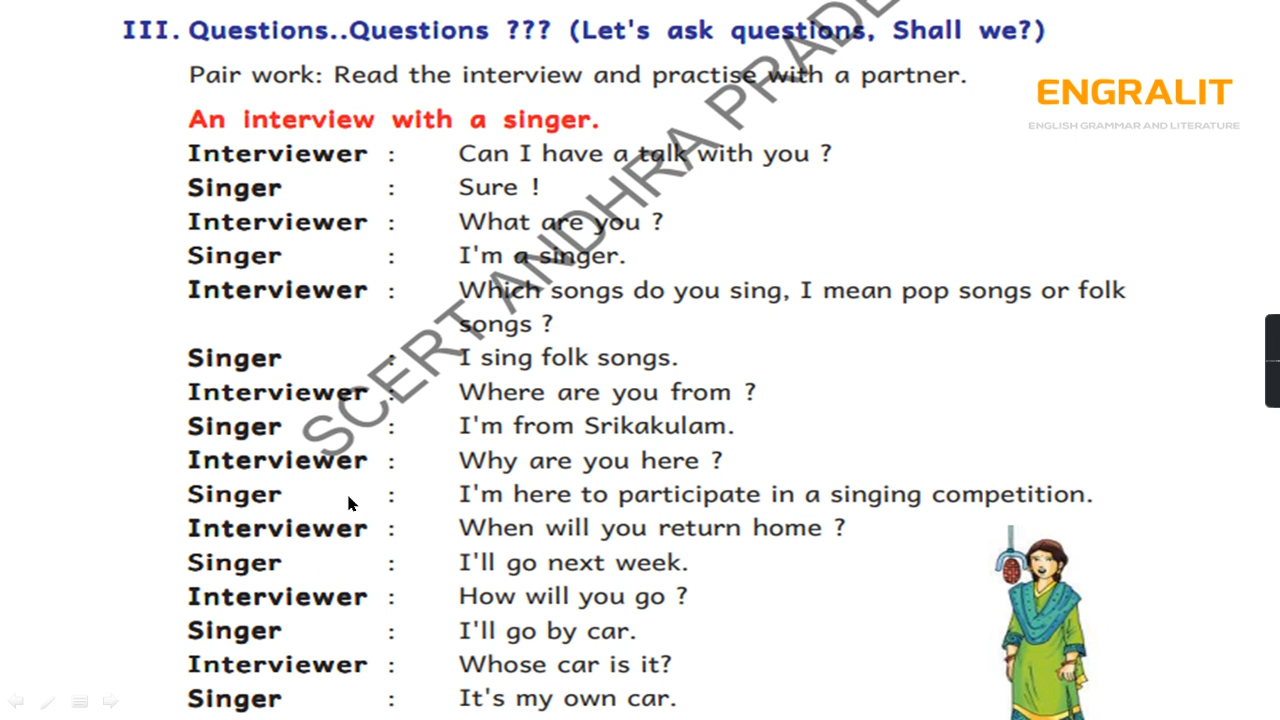 III. Questions..Questions ??? (Let's ask questions, Shall we?)
Pair work: Read the interview and practise with a partner.
ENGRALIT
ENGLISH GRAMMAR AND LITERATURE
An interview with a singer.
Interviewer : Can I have a talk with you ?
Singer : Sure !
Interviewer : What are you ?
Singer : I'm a singer.
Interviewer : Which songs do you sing, I mean pop songs or folk
songs ?
Singer : I sing folk songs.
Interviewer : Where are you from ?
Singer : I'm from Srikakulam.
Interviewer : Why are you here ?
Singer : I'm here to participate in a singing competition.
Interviewer : When will you return home ?
Singer : I'll go next week.
Interviewer : How will you go ?
Singer : I'll go by car.
Interviewer : Whose car is it?
Singer : It's my own car.
SCERT ANDHRA